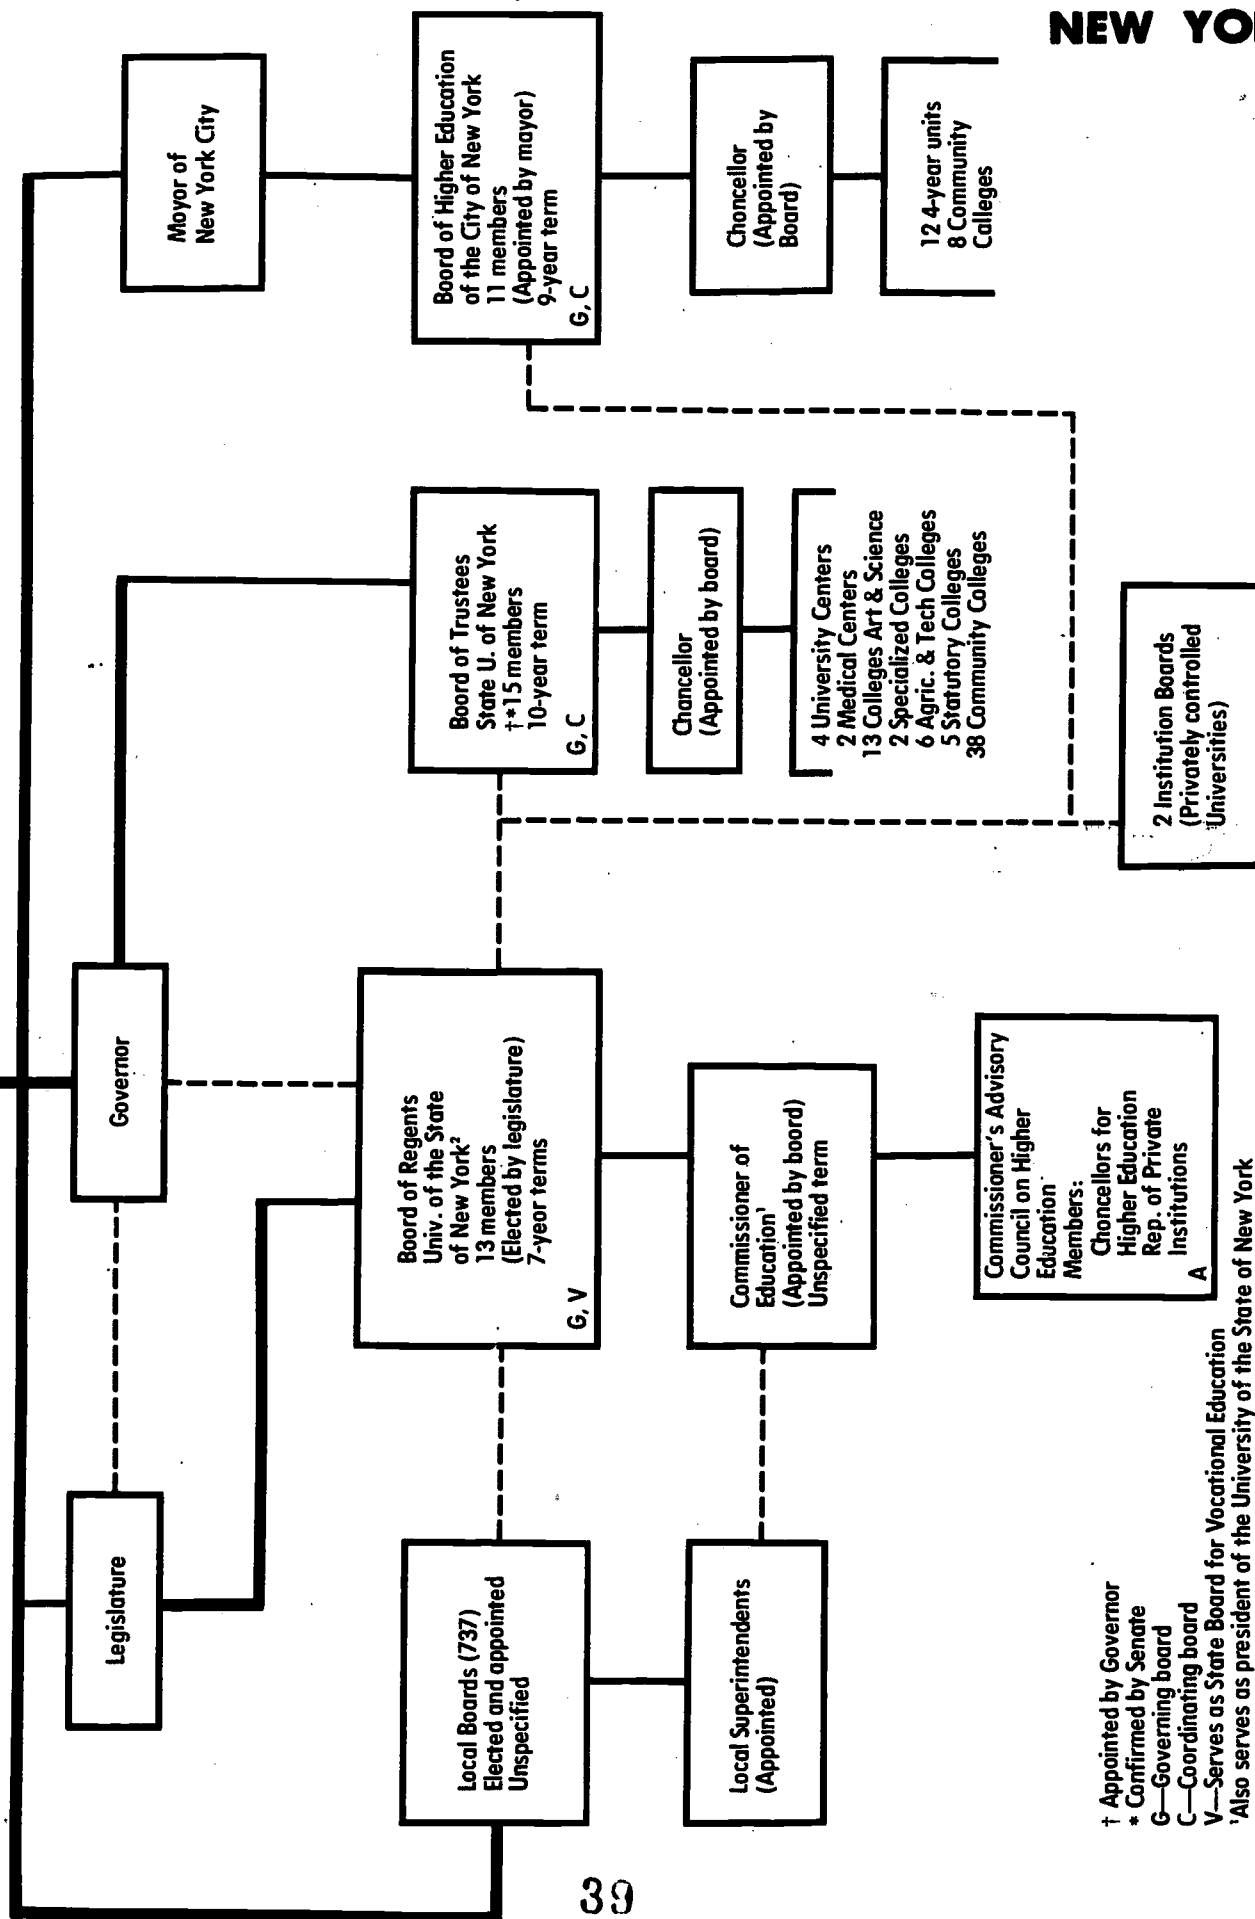 NEW YO
Mayor of
New York City
Board of Higher Education
of the City of New York
11 members
(Appointed by mayor)
9-year term
G, C
Choncellor
(Appointed by
Board)
12 4-year units
8 Community
Calleges
Governor
Board of Trustees
State U. of New York
†*15 members
10-year term
G, C
Chancellor
(Appointed by board)
4 University Centers
2 Medical Centers
13 Colleges Art & Science
2 Specialized Colleges
6 Agric. & Tech Colleges
5 Statutory Colleges
38 Community Colleges
2 Institution Boards
(Privately controlled
Universities)
Board of Regents
Univ. of the State
of New York²
13 members
(Elected by legislature)
7-year terms
G, V
Commissioner of
Education¹
(Appointed by boord)
Unspecified term
Commissioner's Advisory
Council on Higher
Education
Members:
Choncellors for
Higher Education
Rep. of Private
Institutions
A
Legislature
Local Boards (737)
Elected and appointed
Unspecified
Local Superintendents
(Appointed)
† Appointed by Governor
* Confirmed by Senate
G—Governing board
C—Coordinating board
V—Serves as State Board for Vocational Education
¹Also serves as president of the University of the State of New York
39